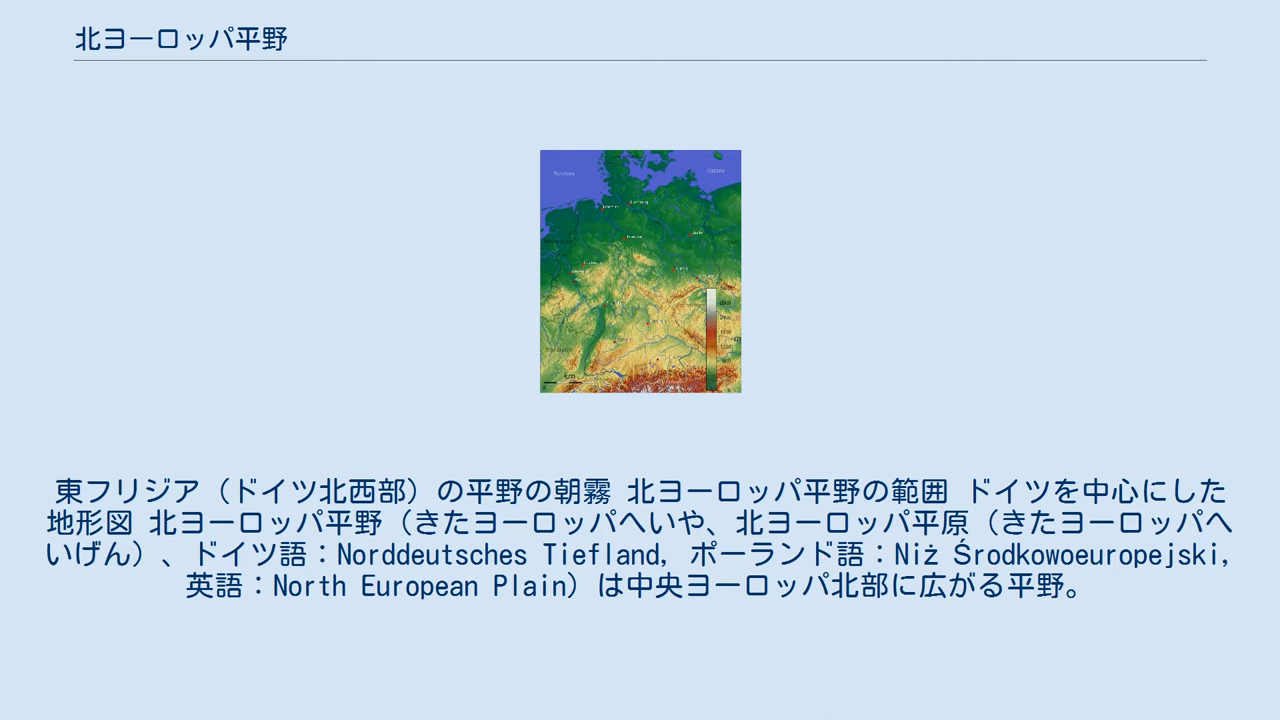 北ヨーロッパ平野
Nordsee
Ostsee
東フリジア（ドイツ北西部）の平野の朝霧 北ヨーロッパ平野の範囲 ドイツを中心にした
地形図 北ヨーロッパ平野（きたヨーロッパへいや、北ヨーロッパ平原（きたヨーロッパへ
いげん）、ドイツ語：Norddeutsches Tiefland, ポーランド語：Niż Środkowoeuropejski,
英語：North European Plain）は中央ヨーロッパ北部に広がる平野。